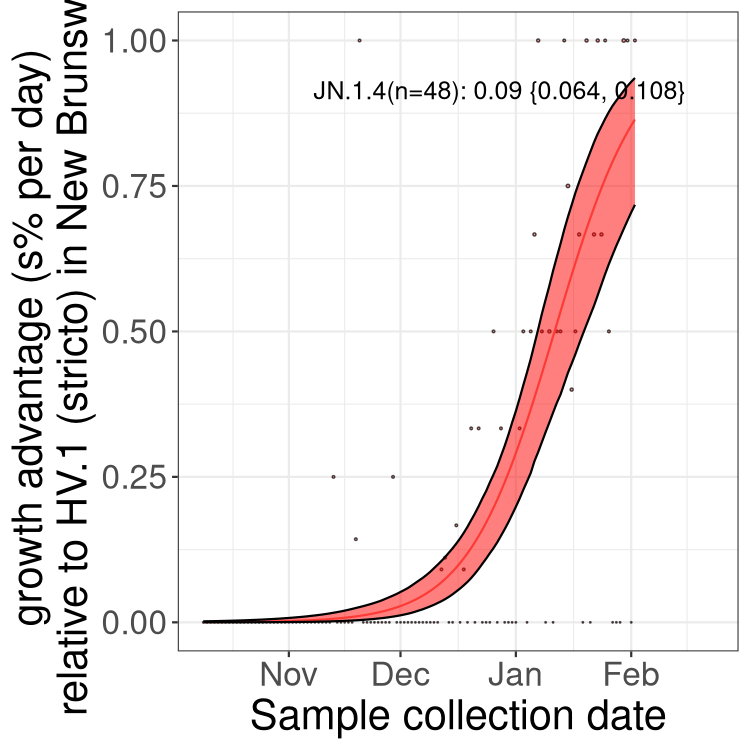 growth advantage (s% per day)
relative to HV.1 (stricto) in New Brunsw
1.00
0.75
0.50
0.25
0.00
JN.1.4(n=48): 0.09 {0.064, 0.108}
Nov Dec Jan Feb
Sample collection date